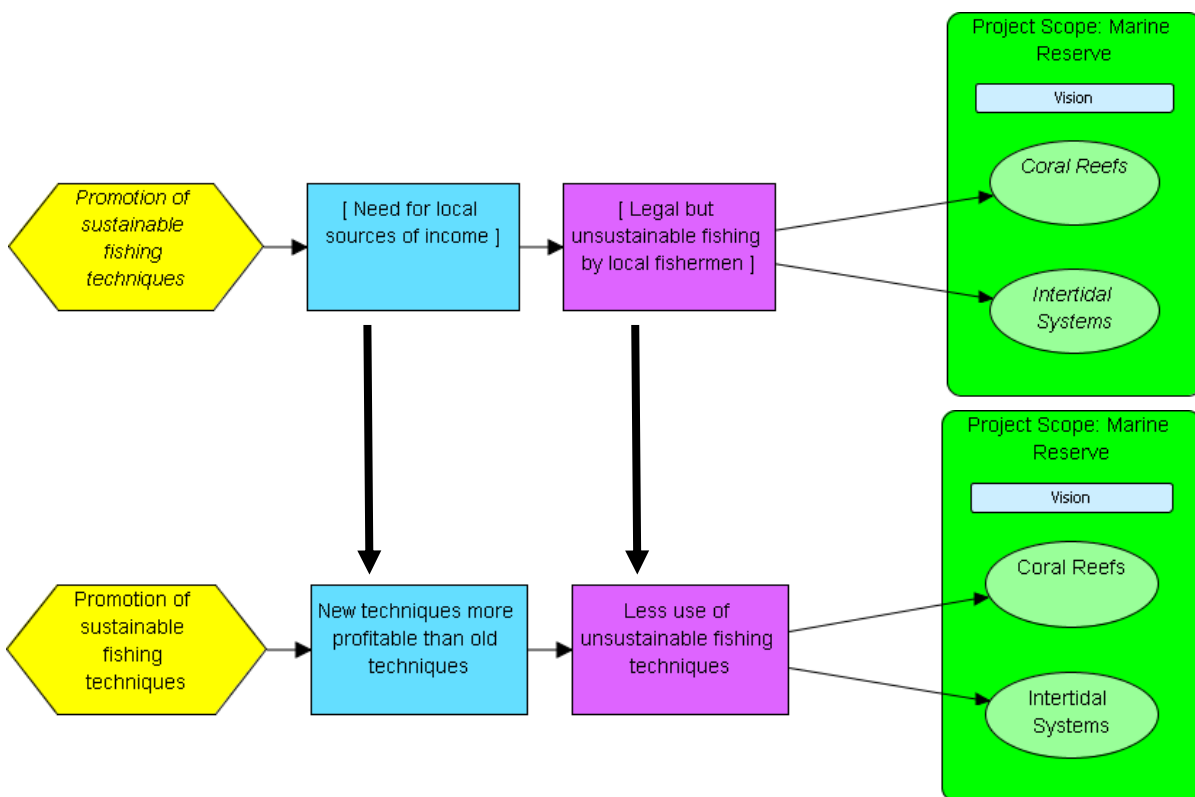 Project Scope: Marine
Reserve
Vision
Promotion of
sustainable
fishing
techniques
[ Need for local
sources of income ]
[ Legal but
unsustainable fishing
by local fishermen ]
Coral Reefs
Intertidal
Systems
Project Scope: Marine
Reserve
Vision
Promotion of
sustainable
fishing
techniques
New techniques more
profitable than old
techniques
Less use of
unsustainable fishing
techniques
Coral Reefs
Intertidal
Systems